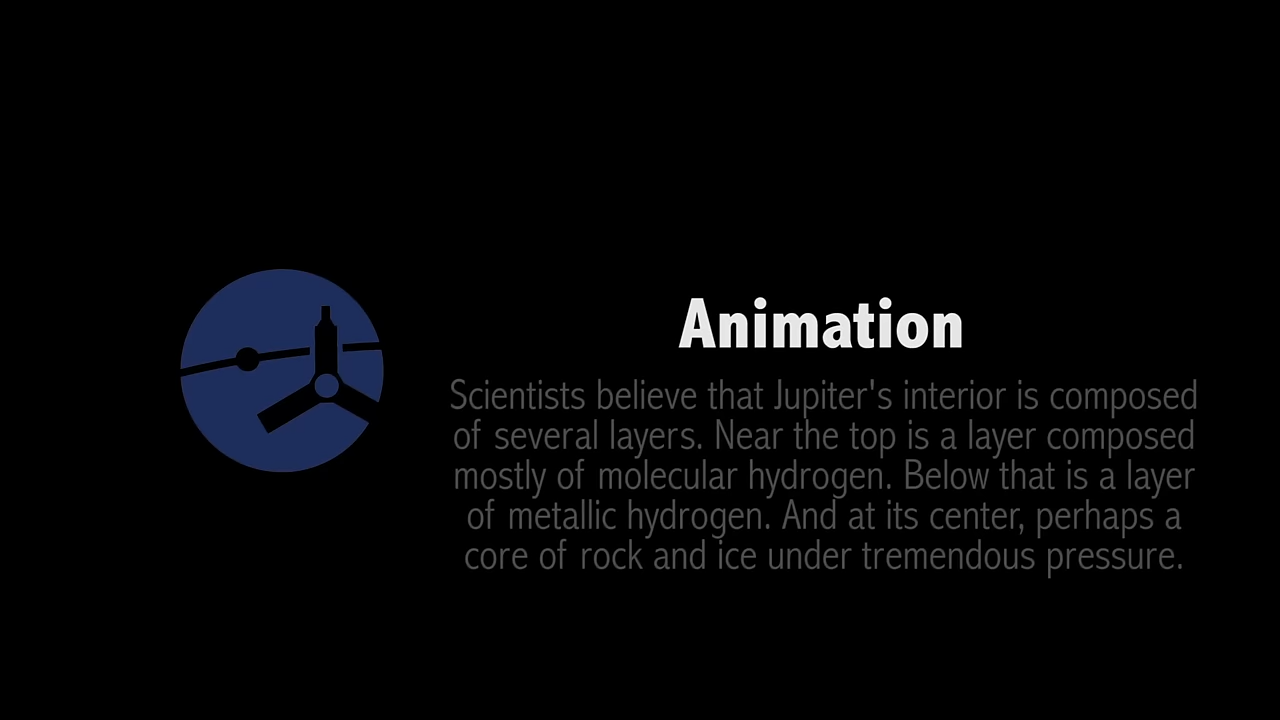 Animation
Scientists believe that Jupiter's interior is composed
of several layers. Near the top is a layer composed
mostly of molecular hydrogen. Below that is a layer
of metallic hydrogen. And at its center, perhaps a
core of rock and ice under tremendous pressure.